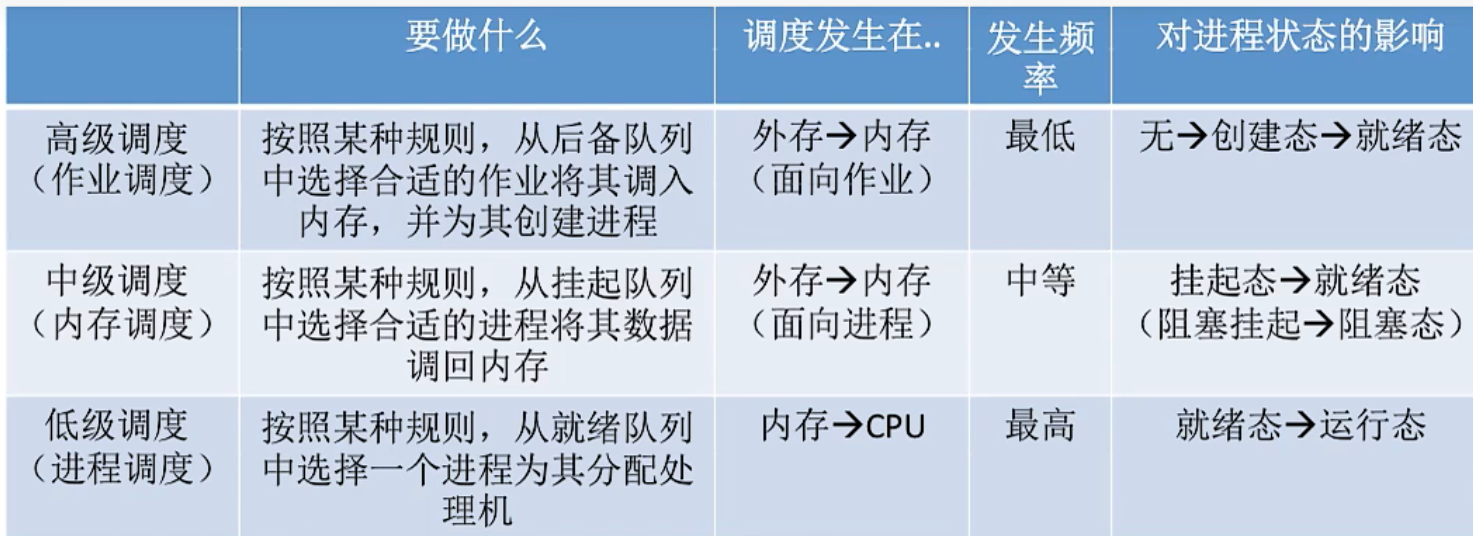 要做什么
调度发生在..
发生频
率
对进程状态的影响
高级调度
（作业调度）
按照某种规则，从后备队列
中选择合适的作业将其调入
内存，并为其创建进程
外存→内存
（面向作业）
最低
无→创建态→就绪态
中级调度
（内存调度）
按照某种规则，从挂起队列
中选择合适的进程将其数据
调回内存
外存→内存
（面向进程）
中等
挂起态→就绪态
（阻塞挂起→阻塞态）
低级调度
（进程调度）
按照某种规则，从就绪队列
中选择一个进程为其分配处
理机
内存→CPU
最高
就绪态→运行态